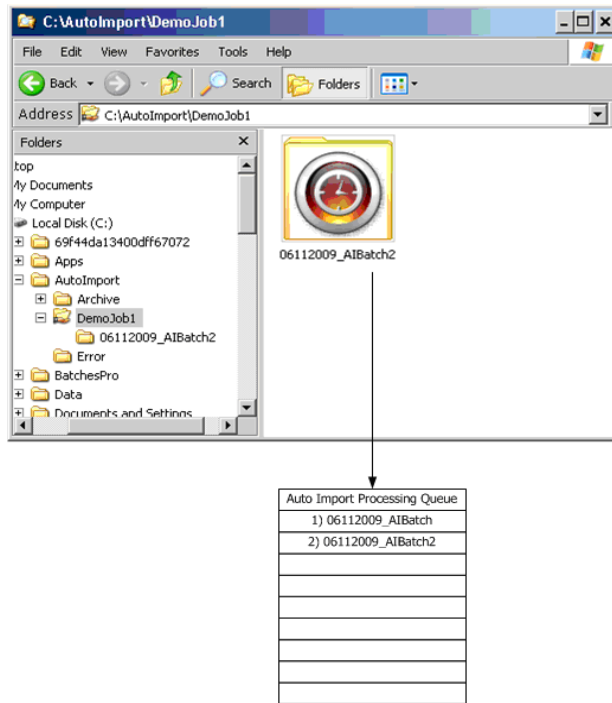 C:\AutoImport\DemoJob1
File Edit View Favorites Tools Help
Back Search Folders
Address C:\AutoImport\DemoJob1
Folders
top
My Documents
My Computer
Local Disk (C:)
69f44da13400dff67072
Apps
AutoImport
Archive
DemoJob1
06112009_AIBatch2
Error
BatchesPro
Data
Documents and Settings
06112009_AIBatch2
Auto Import Processing Queue
1) 06112009_AIBatch
2) 06112009_AIBatch2